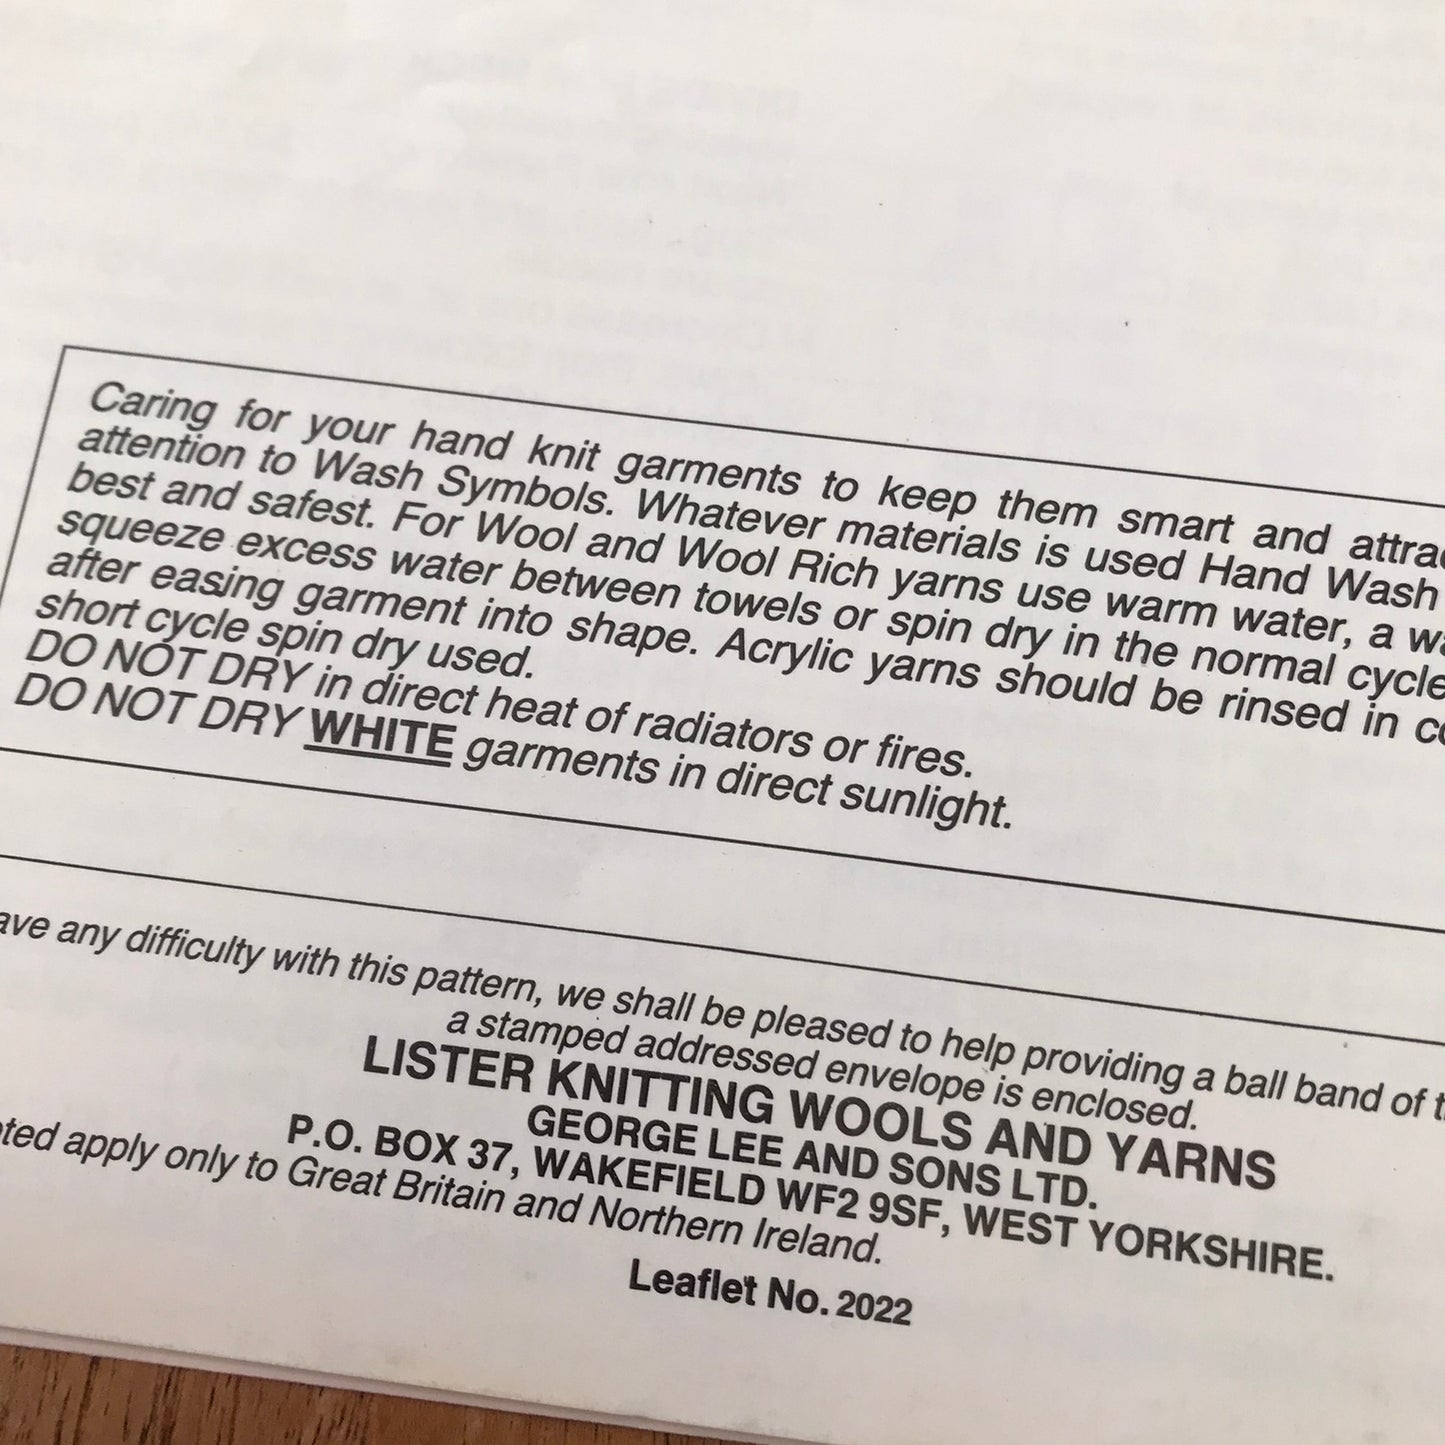 Caring for your hand knit garments to keep them smart and
attention to Wash Symbols. Whatever materials is used Hand Wash
best and safest. For Wool and Wool Rich yarns use warm water, a
squeeze excess water between towels or spin dry in the normal cycle
after easing garment into shape. Acrylic yarns should be rinsed in
short cycle spin dry used.
DO NOT DRY in direct heat of radiators or fires.
DO NOT DRY WHITE garments in direct sunlight.
any difficulty with this pattern, we shall be pleased to help providing a ball band of
a stamped addressed envelope is enclosed.
LISTER KNITTING WOOLS AND YARNS
GEORGE LEE AND SONS LTD.
P.O. BOX 37, WAKEFIELD WF2 9SF, WEST YORKSHIRE.
apply only to Great Britain and Northern Ireland.
Leaflet No. 2022